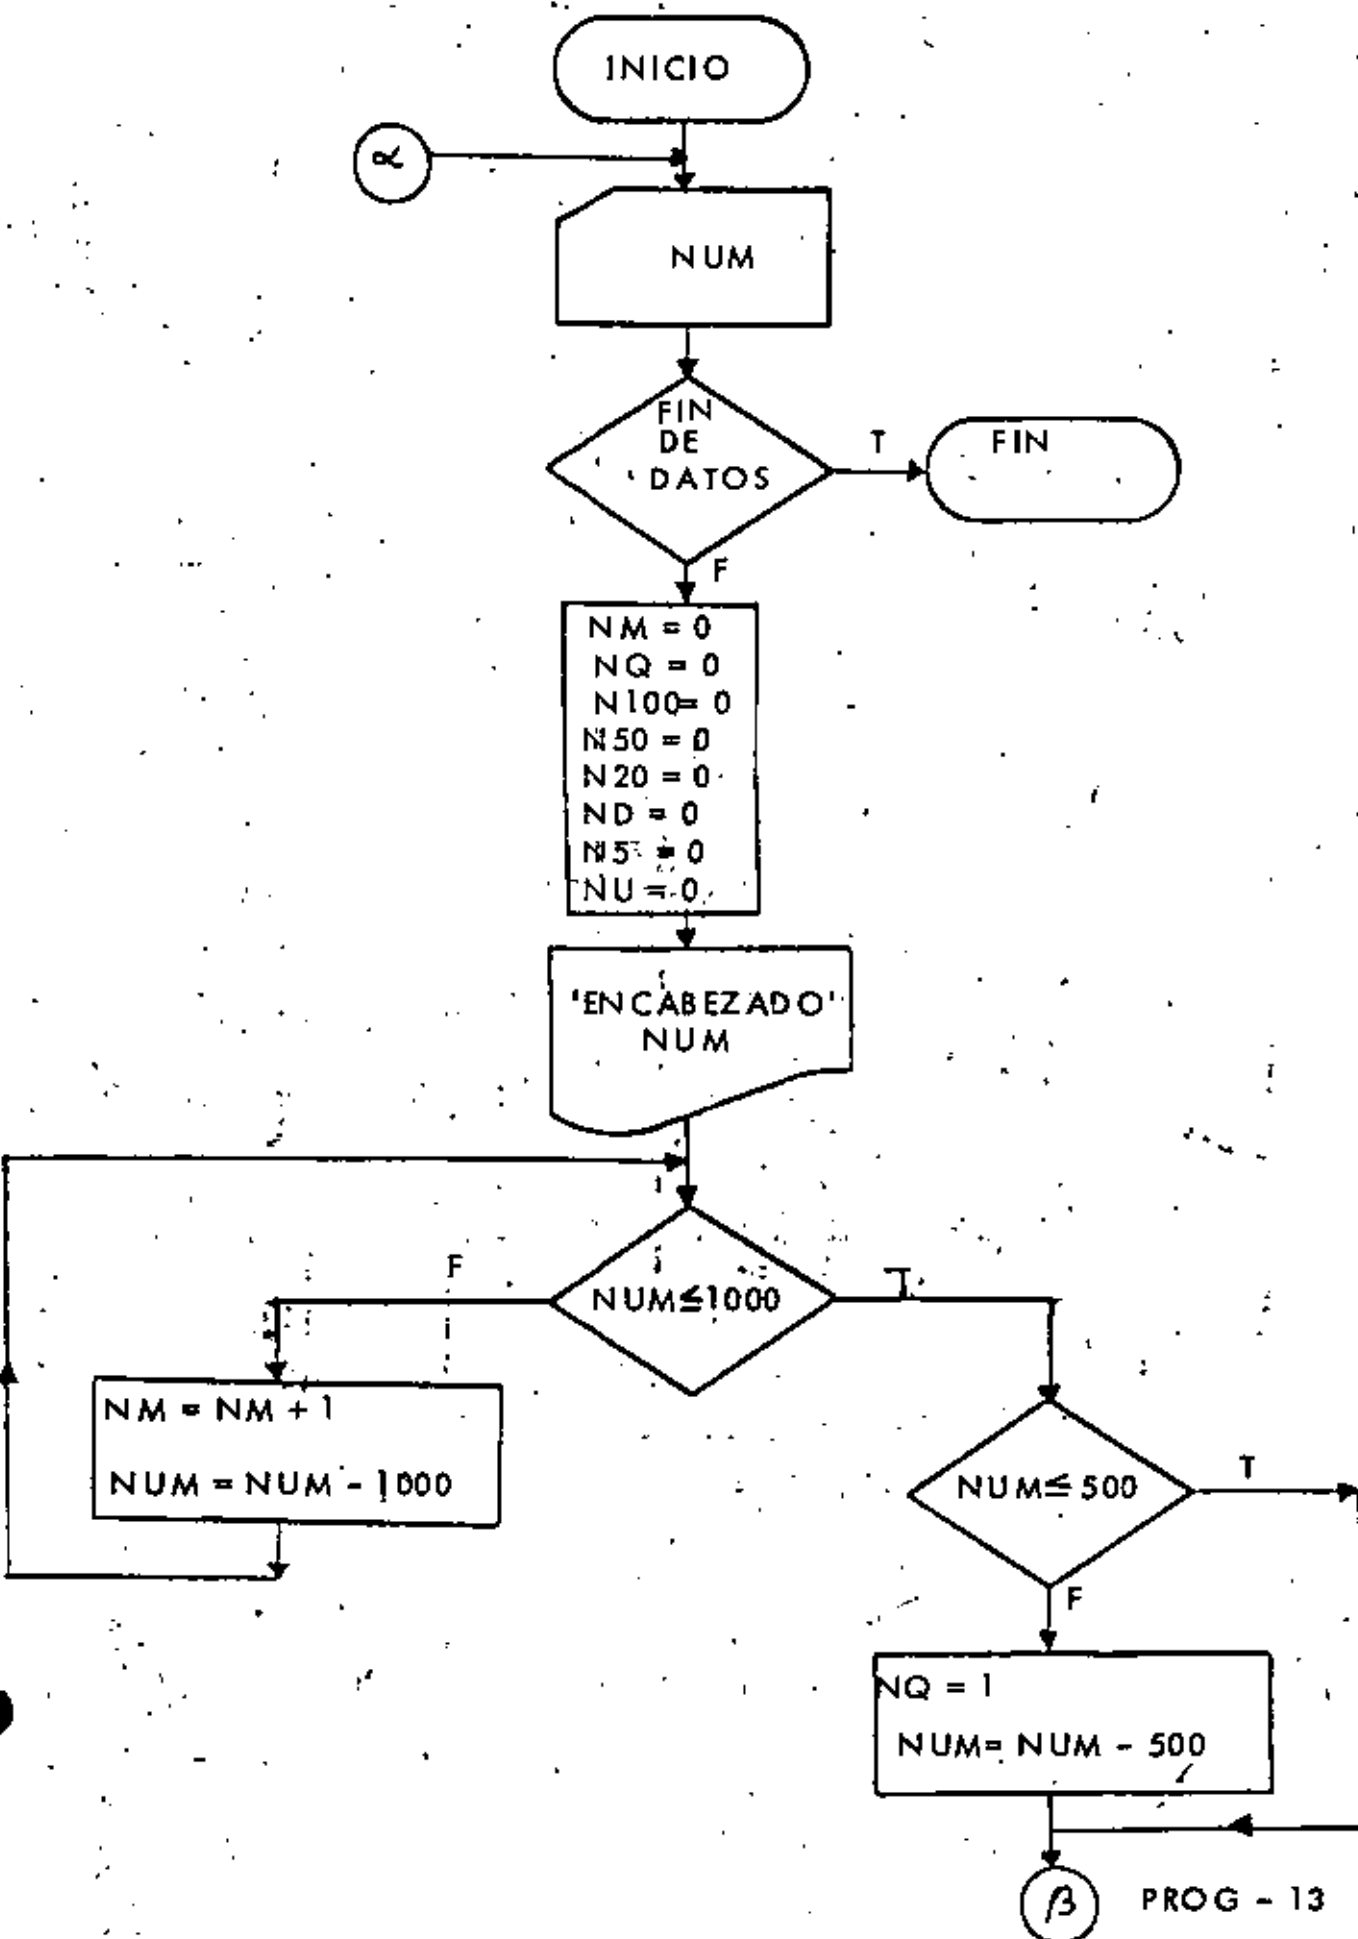 INICIO
α
NUM
FIN
DE
DATOS
T
FIN
F
NM = 0
NQ = 0
N100= 0
N50 = 0
N20 = 0
ND = 0
N5 = 0
NU = 0
'ENCABEZADO'
NUM
F
NUM≤1000
T
NM = NM + 1
NUM = NUM - 1000
NUM≤ 500
T
F
NQ = 1
NUM= NUM - 500
β
PROG - 13